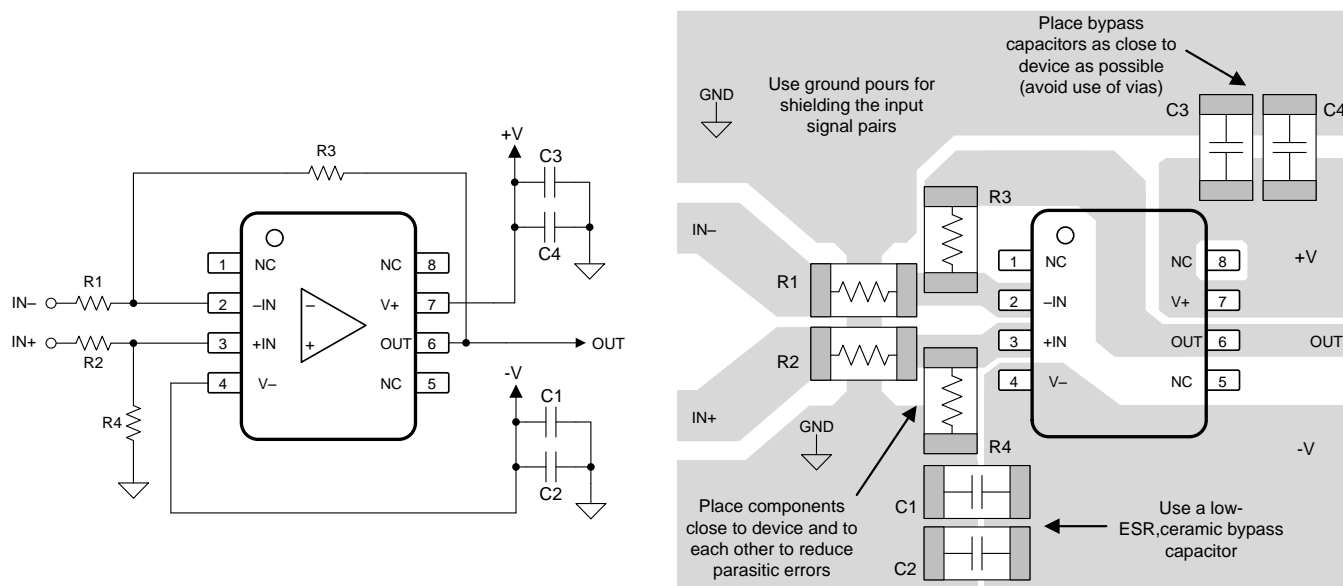 R3
+V
C3
C4
1
NC
NC
8
IN–
R1
2
–IN
V+
7
–
IN+
R2
3
+IN
+
OUT
6
OUT
4
V–
NC
5
R4
-V
C1
C2
Place bypass
capacitors as close to
device as possible
(avoid use of vias)
GND
Use ground pours for
shielding the input
signal pairs
C3
C4
R3
IN–
1
NC
NC
8
+V
R1
2
–IN
V+
7
3
+IN
OUT
6
OUT
R2
4
V–
NC
5
IN+
GND
R4
-V
Place components
close to device and to
each other to reduce
parasitic errors
C1
C2
Use a low-
ESR,ceramic bypass
capacitor